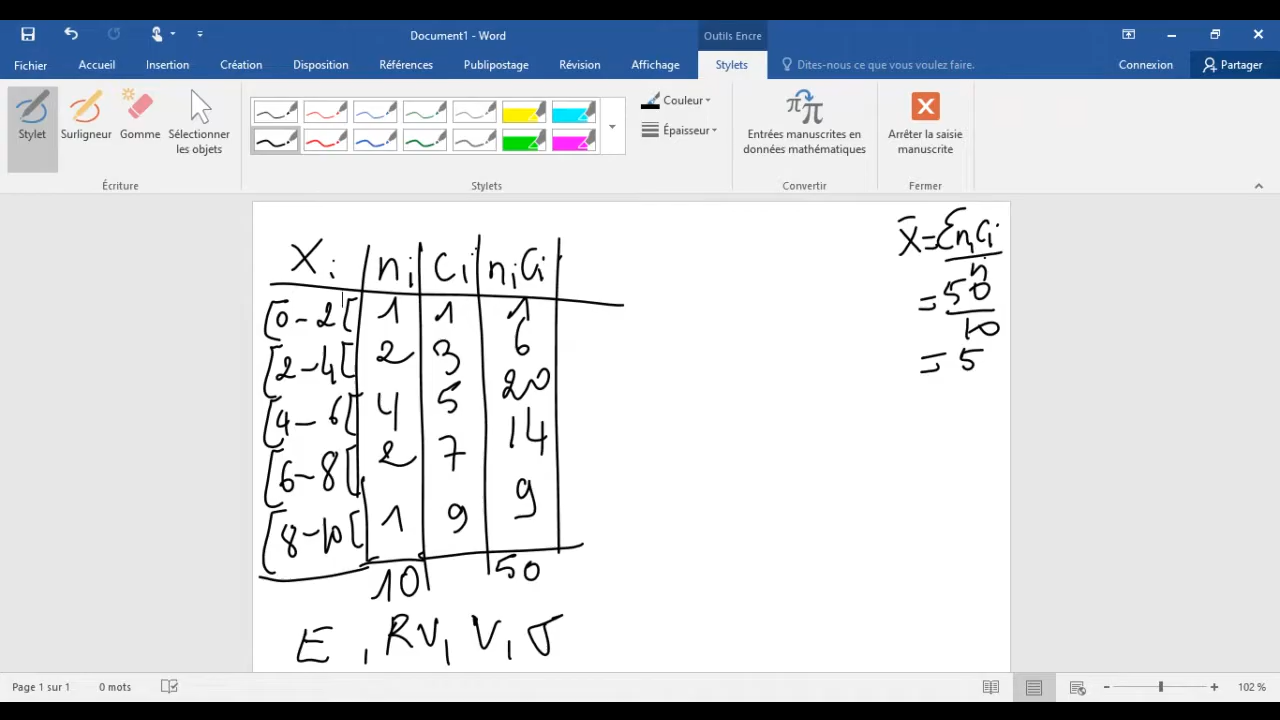 Document1 - Word
Outils Encre
Fichier Accueil Insertion Création Disposition Références Publipostage Révision Affichage Stylets Dites-nous ce que vous voulez faire. Connexion Partager
Stylet Surligneur Gomme Sélectionner les objets
Couleur
Épaisseur
Entrées manuscrites en données mathématiques
Arrêter la saisie manuscrite
Écriture Stylets Convertir Fermer
Xi ni Ci niCi
[0-2[ 1 1 1
[2-4[ 2 3 6
[4-6[ 4 5 20
[6-8[ 2 7 14
[8-10[ 1 9 9
10 50
E, RV, V, σ
X̄ = ΣniCi / n
= 50 / 10
= 5
Page 1 sur 1 0 mots 102 %